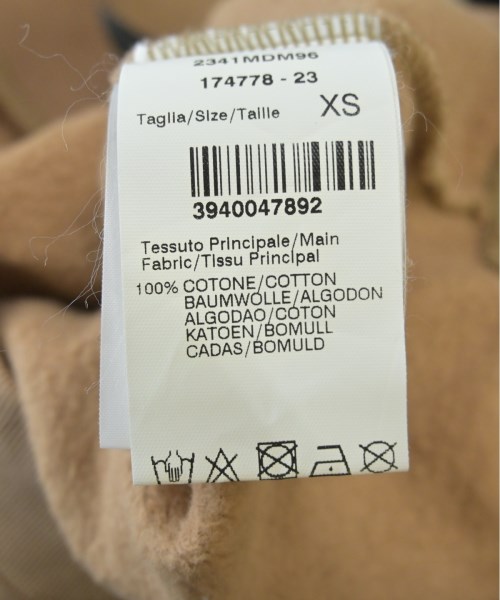 2341MDM96
174778 - 23
Taglia/Size/Taille XS
3940047892
Tessuto Principale/Main
Fabric/Tissu Principal
100% COTONE/COTTON
BAUMWOLLE/ALGODON
ALGODAO/COTON
KATOEN/BOMULL
CADAS/BOMULD